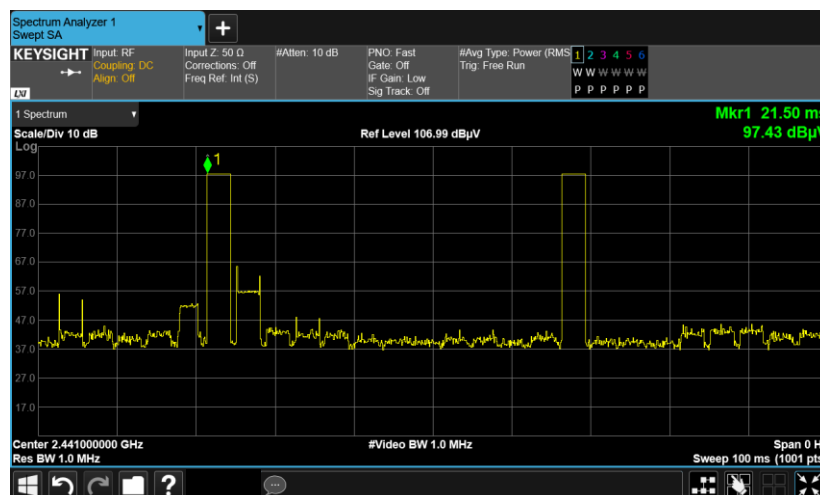 Spectrum Analyzer 1
Swept SA
+
KEYSIGHT
LXI
Input: RF
Coupling: DC
Align: Off
Input Z: 50 Ω
Corrections: Off
Freq Ref: Int (S)
#Atten: 10 dB
PNO: Fast
Gate: Off
IF Gain: Low
Sig Track: Off
#Avg Type: Power (RMS
Trig: Free Run
1 2 3 4 5 6
W W W W W W
P P P P P P
1 Spectrum
Scale/Div 10 dB
Log
Ref Level 106.99 dBµV
Mkr1 21.50 ms
97.43 dBµV
1
97.0
87.0
77.0
67.0
57.0
47.0
37.0
27.0
17.0
Center 2.441000000 GHz
Res BW 1.0 MHz
#Video BW 1.0 MHz
Span 0 H
Sweep 100 ms (1001 pts
?